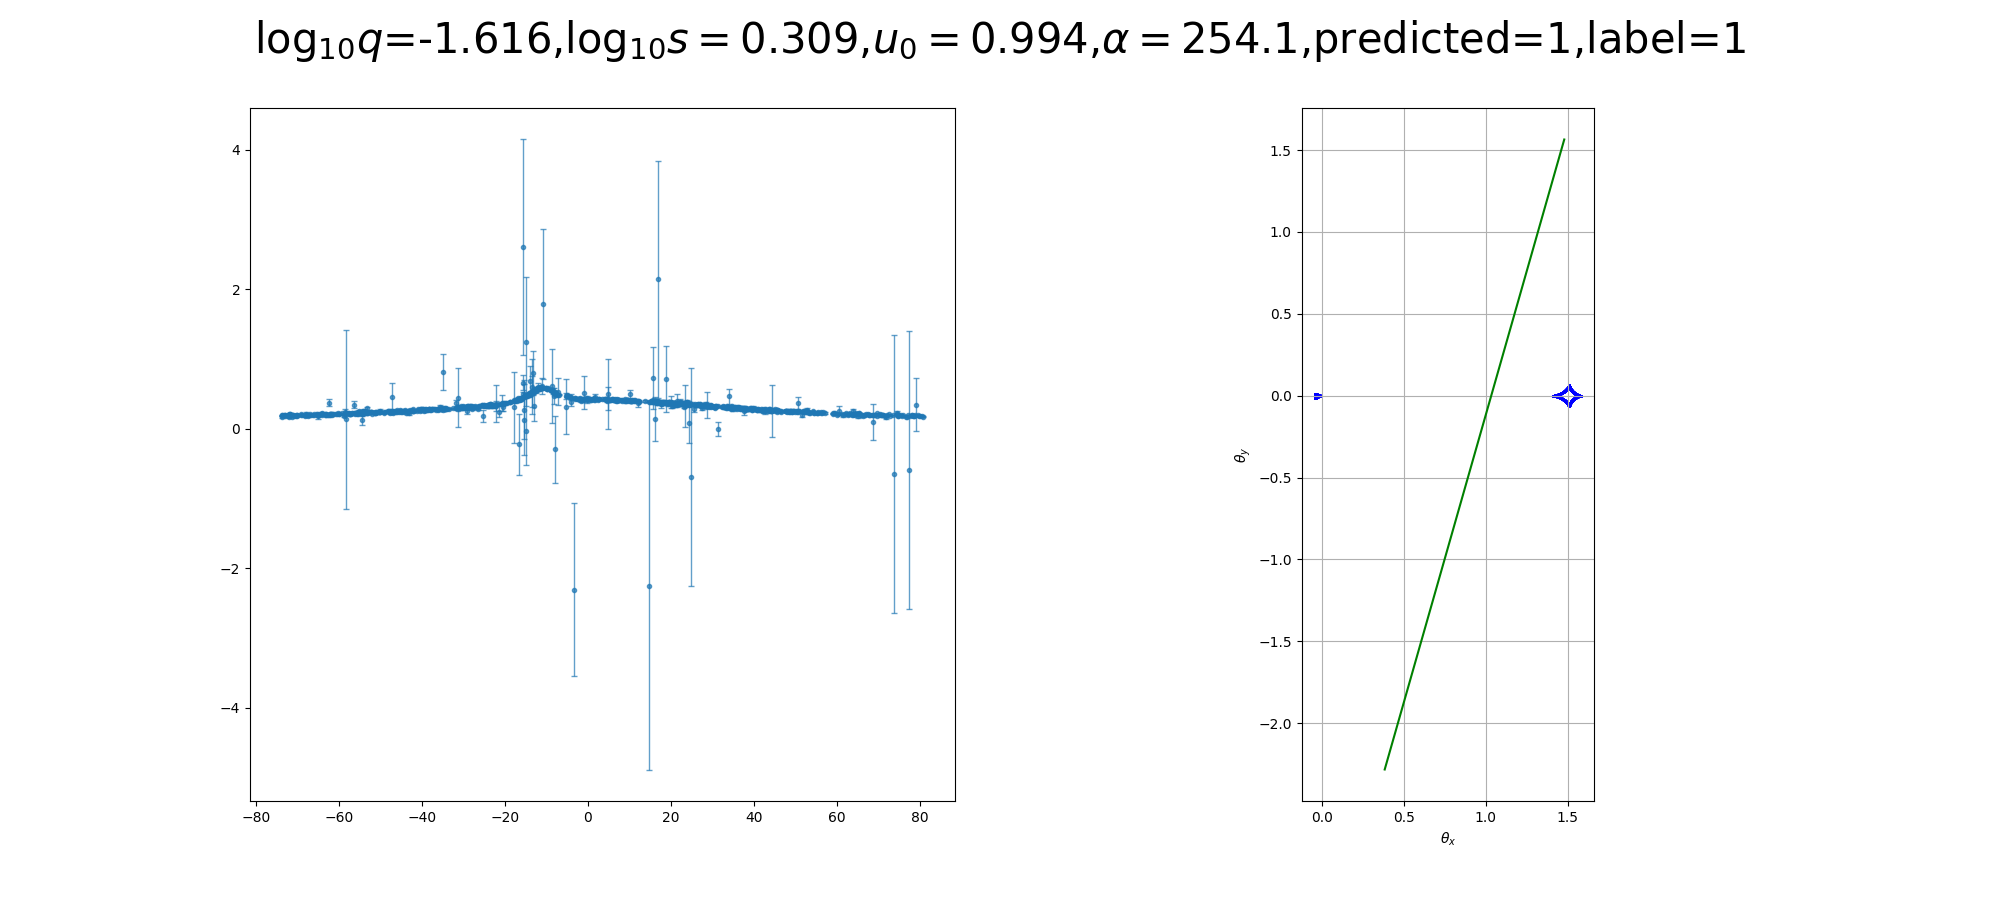 log₁₀q=-1.616,log₁₀s = 0.309,u₀ = 0.994,α = 254.1,predicted=1,label=1
4
2
0
−2
−4
−80 −60 −40 −20 0 20 40 60 80
1.5
1.0
0.5
0.0
−0.5
−1.0
−1.5
−2.0
θy
0.0 0.5 1.0 1.5
θx